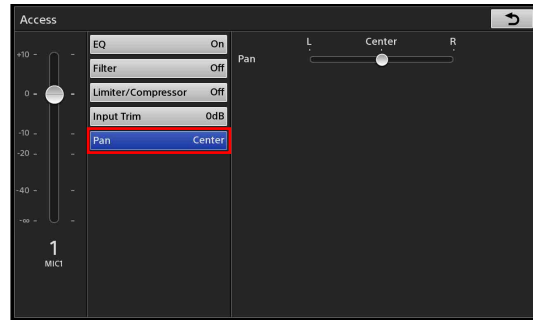 Access
+10 -
0 - -
-10 - -
-20 - -
-40 - -
-∞ - -
1
MIC1
EQ On
Filter Off
Limiter/Compressor Off
Input Trim 0dB
Pan Center
L Center R
Pan